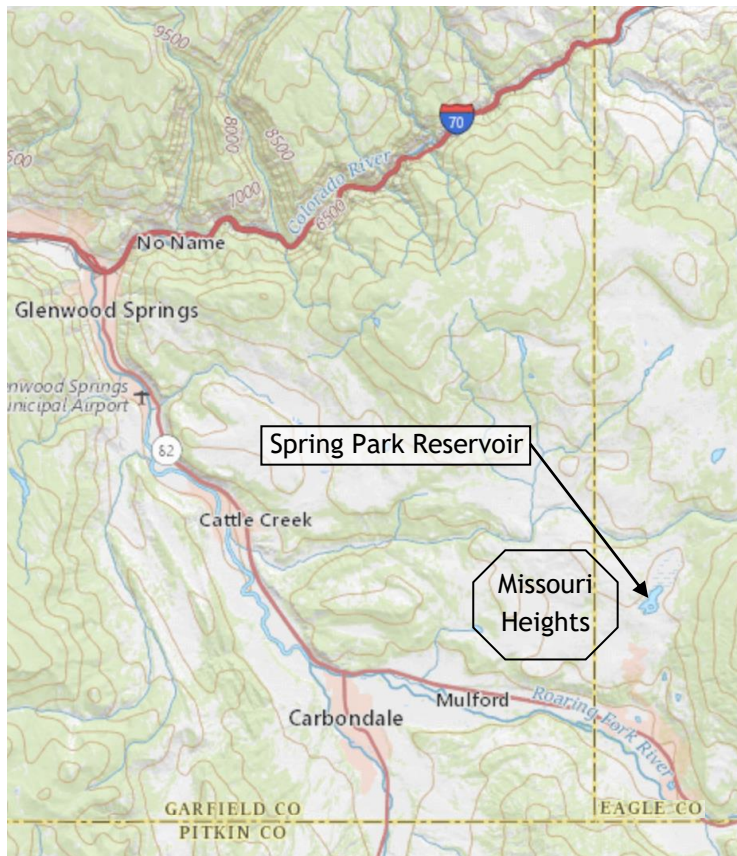 9500
8000
8500
500
70
Colorado River
7000
6500
No Name
Glenwood Springs
enwood Springs
unicipal Airport
82
Spring Park Reservoir
Cattle Creek
Missouri
Heights
Mulford
Roaring Fork River
Carbondale
GARFIELD CO
EAGLE CO
PITKIN CO